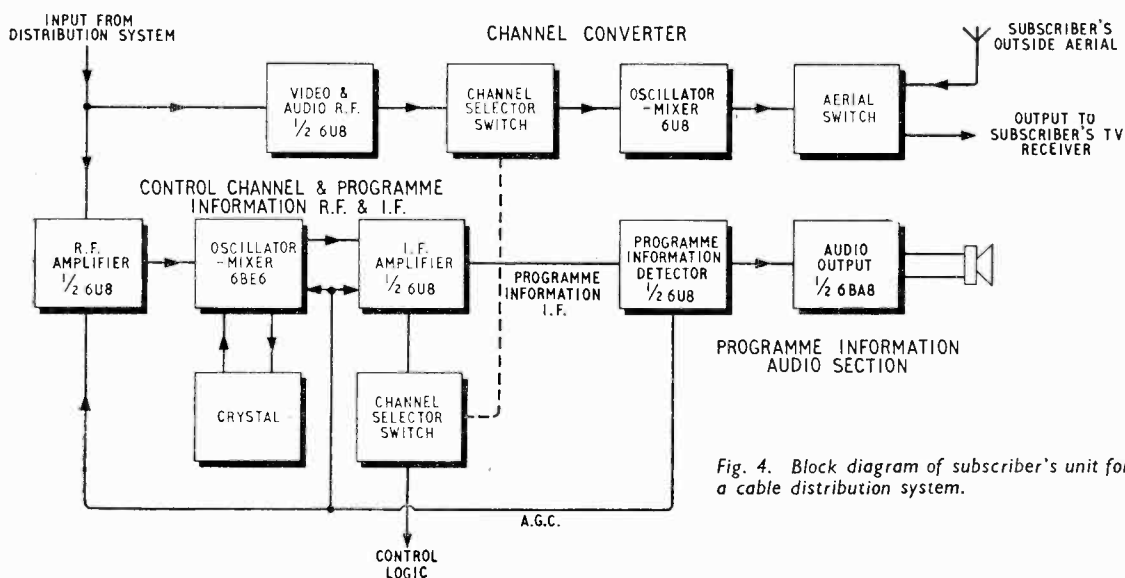 INPUT FROM
DISTRIBUTION SYSTEM
CHANNEL CONVERTER
SUBSCRIBER'S
OUTSIDE AERIAL
VIDEO &
AUDIO R.F.
1/2 6U8
CHANNEL
SELECTOR
SWITCH
OSCILLATOR
-MIXER
6U8
AERIAL
SWITCH
OUTPUT TO
SUBSCRIBER'S TV
RECEIVER
CONTROL CHANNEL & PROGRAMME
INFORMATION R.F. & I.F.
R.F.
AMPLIFIER
1/2 6U8
OSCILLATOR
-MIXER
6BE6
I.F.
AMPLIFIER
1/2 6U8
PROGRAMME
INFORMATION
I.F.
PROGRAMME
INFORMATION
DETECTOR
1/2 6U8
AUDIO
OUTPUT
1/2 6BA8
PROGRAMME INFORMATION
AUDIO SECTION
CRYSTAL
CHANNEL
SELECTOR
SWITCH
A.G.C.
CONTROL
LOGIC
Fig. 4. Block diagram of subscriber's unit for
a cable distribution system.